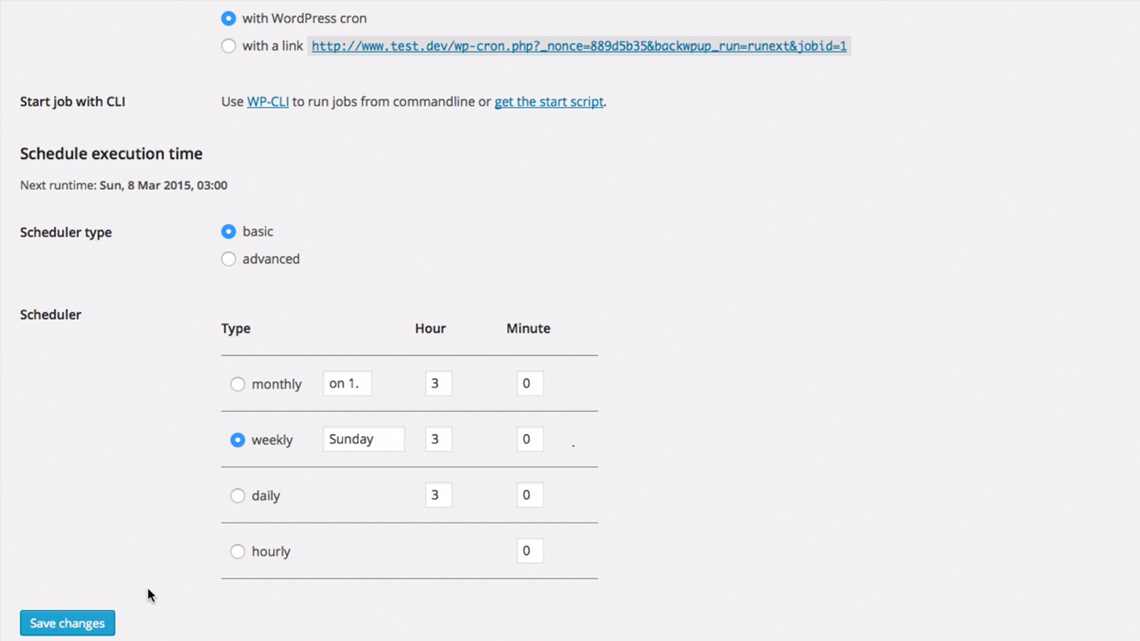 with WordPress cron
with a link http://www.test.dev/wp-cron.php?_nonce=889d5b35&backwpup_run=runext&jobid=1
Start job with CLI Use WP-CLI to run jobs from commandline or get the start script.
Schedule execution time
Next runtime: Sun, 8 Mar 2015, 03:00
Scheduler type basic
advanced
Scheduler
Type Hour Minute
monthly on 1. 3 0
weekly Sunday 3 0 .
daily 3 0
hourly 0
Save changes